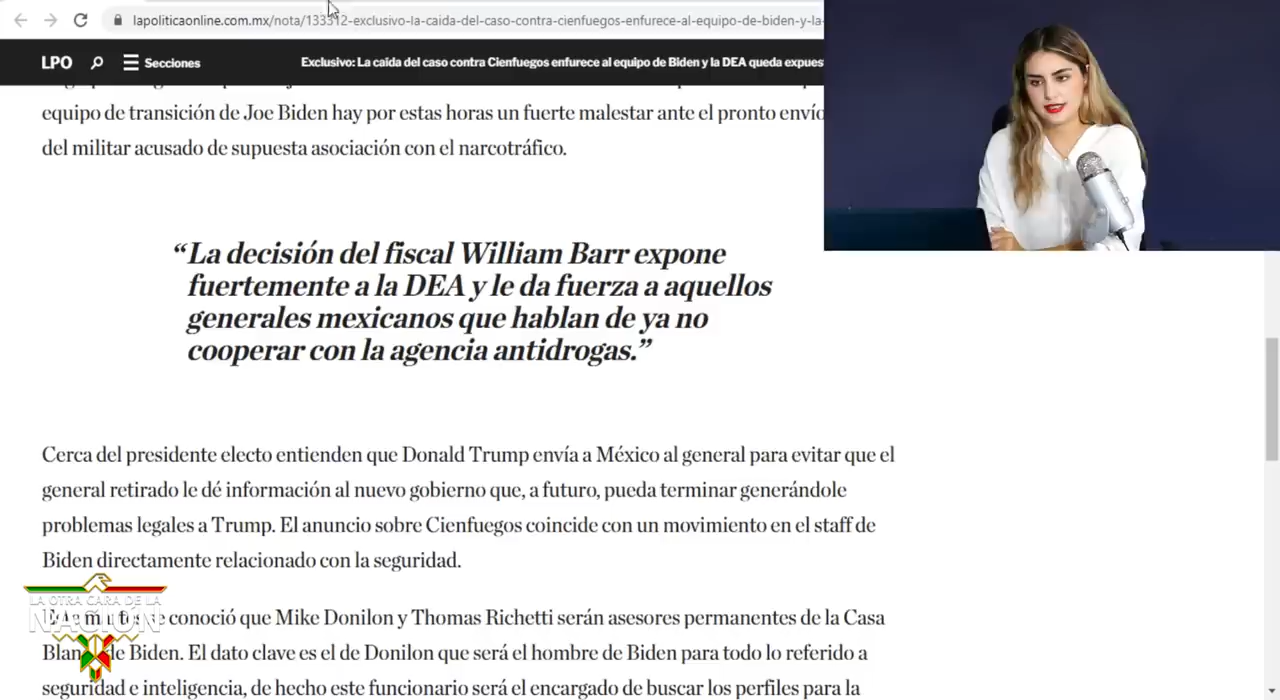 lapoliticaonline.com.mx/nota/133312-exclusivo-la-caida-del-caso-contra-cienfuegos-enfurece-al-equipo-de-biden-y-la-
LPO
Secciones
Exclusivo: La caída del caso contra Cienfuegos enfurece al equipo de Biden y la DEA queda expues
equipo de transición de Joe Biden hay por estas horas un fuerte malestar ante el pronto envío
del militar acusado de supuesta asociación con el narcotráfico.
“La decisión del fiscal William Barr expone
fuertemente a la DEA y le da fuerza a aquellos
generales mexicanos que hablan de ya no
cooperar con la agencia antidrogas.”
Cerca del presidente electo entienden que Donald Trump envía a México al general para evitar que el
general retirado le dé información al nuevo gobierno que, a futuro, pueda terminar generándole
problemas legales a Trump. El anuncio sobre Cienfuegos coincide con un movimiento en el staff de
Biden directamente relacionado con la seguridad.
LA OTRA CARA DE LA
NACIÓN
se conoció que Mike Donilon y Thomas Richetti serán asesores permanentes de la Casa
de Biden. El dato clave es el de Donilon que será el hombre de Biden para todo lo referido a
seguridad e inteligencia, de hecho este funcionario será el encargado de buscar los perfiles para la